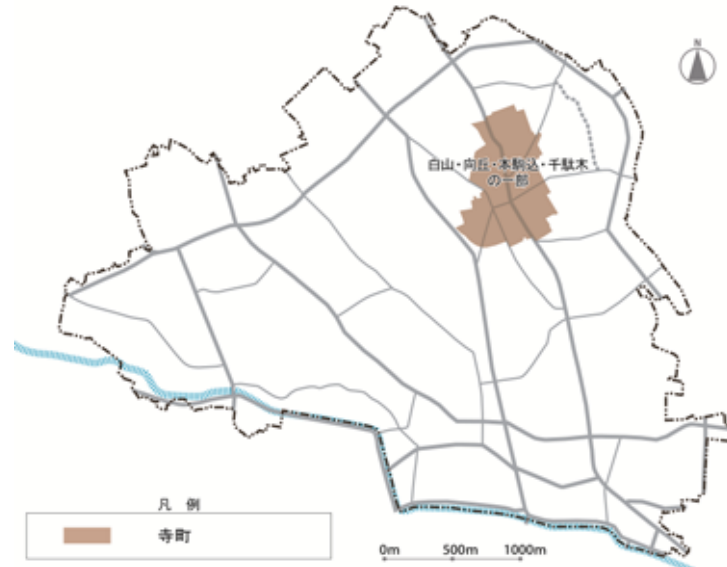 N
白山・向丘・本駒込・千駄木
の一部
凡 例
寺町
0m 500m 1000m